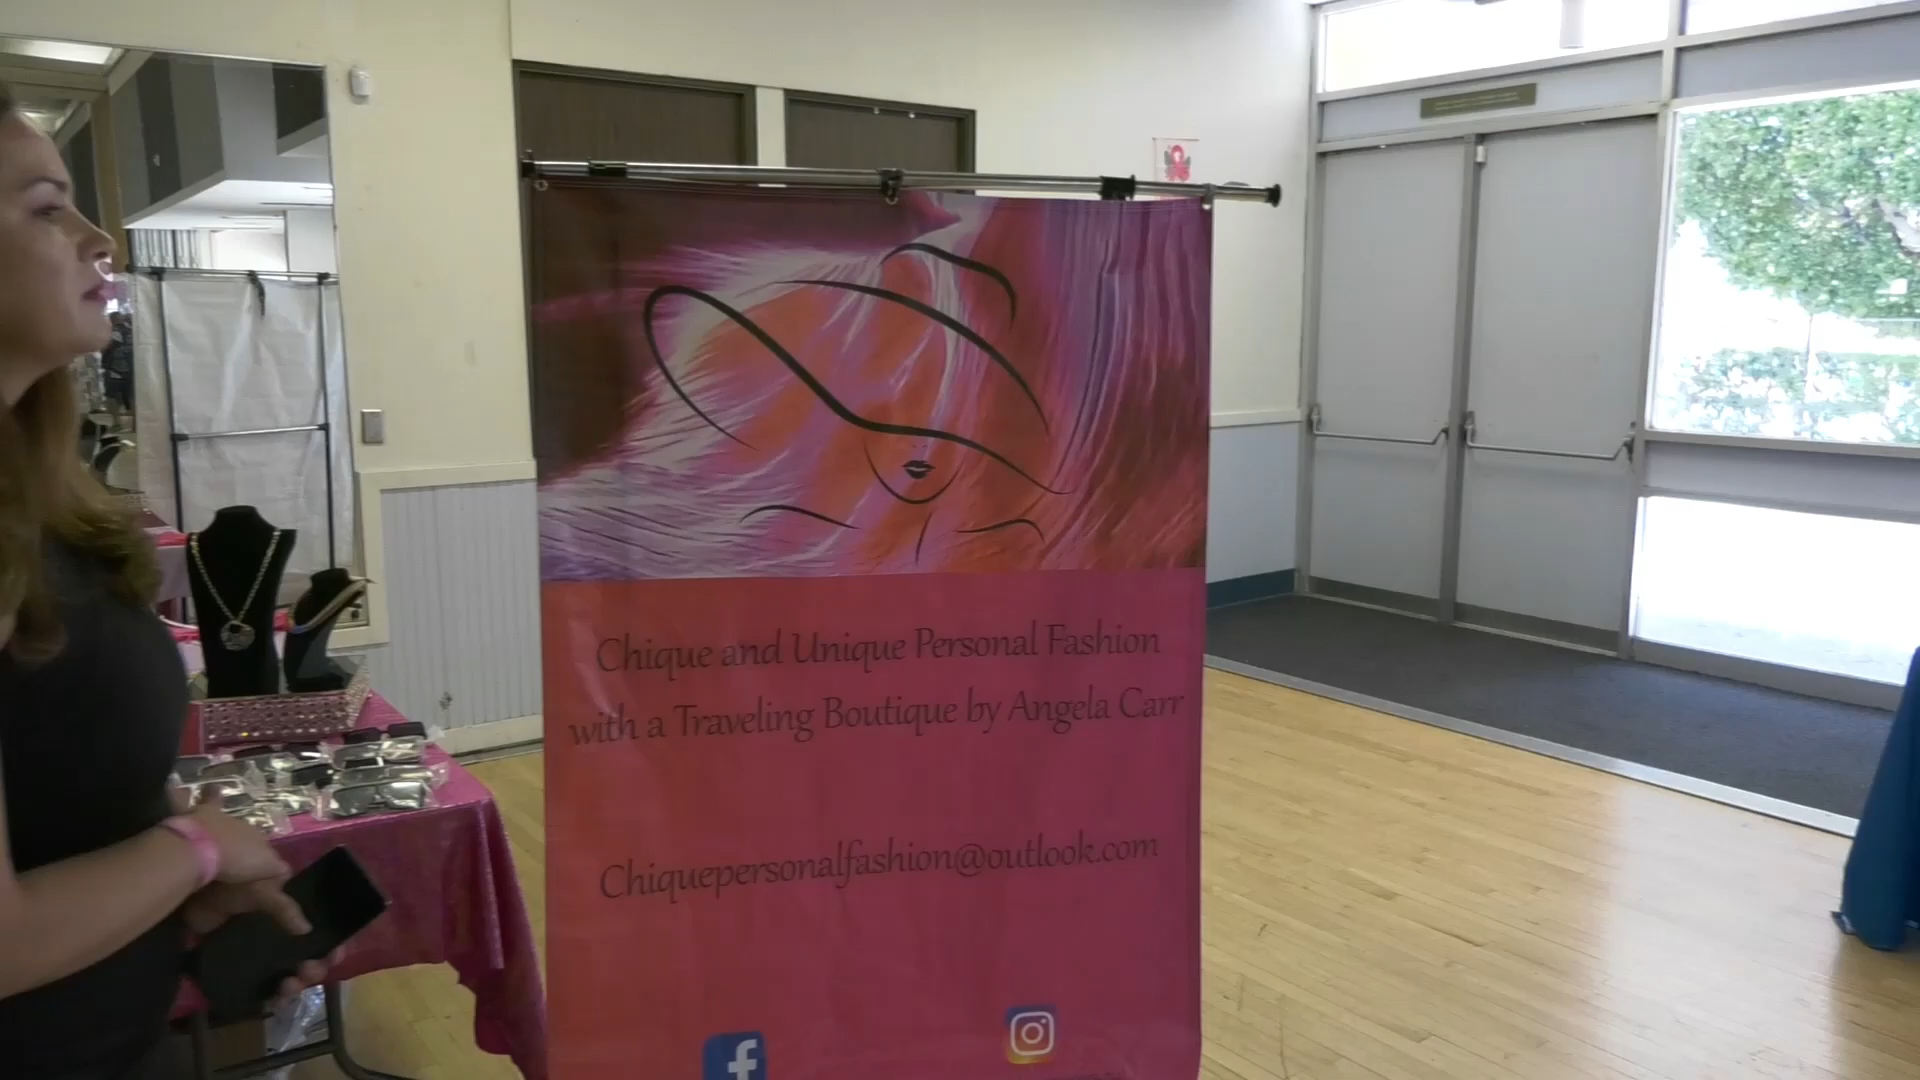 Chique and Unique Personal Fashion
with a Traveling Boutique by Angela Carr
Chiquepersonalfashion@outlook.com